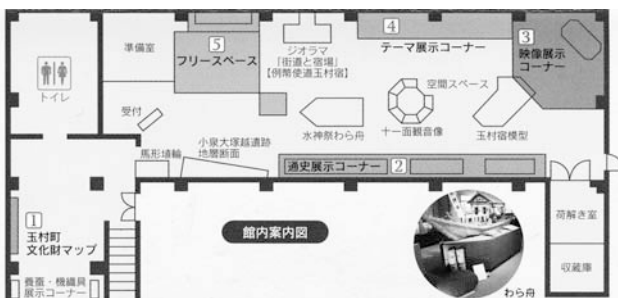 トイレ
準備室
5
フリースペース
ジオラマ
「街道と宿場」
【例幣使道玉村宿】
4
テーマ展示コーナー
3
映像展示
コーナー
受付
水神祭わら舟
空間スペース
十一面観音像
玉村宿模型
馬形埴輪
小泉大塚越遺跡
地層断面
通史展示コーナー
2
1
玉村町
文化財マップ
養蚕・機織具
展示コーナー
館内案内図
わら舟
荷解き室
収蔵庫